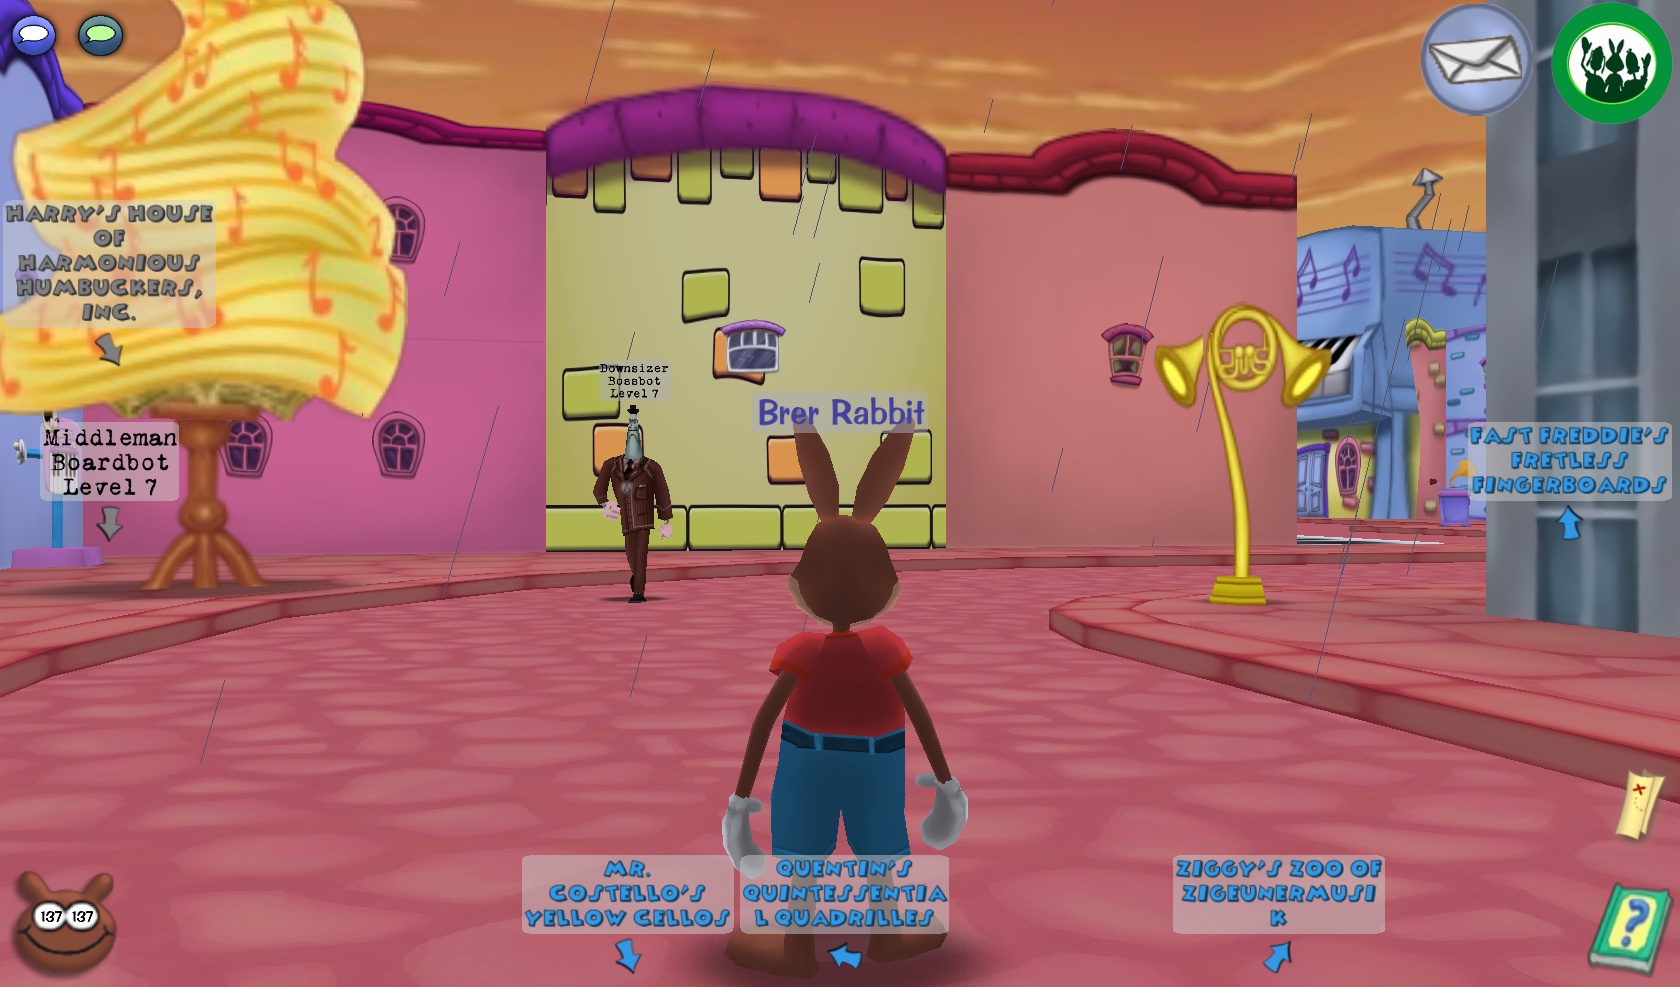 HARRY'S HOUSE
OF
HARMONIOUS
HUMBUCKERS,
INC.
Downsizer
Bossbot
Level 7
Brer Rabbit
Middleman
Boardbot
Level 7
FAST FREDDIE'S
FRETLESS
FINGERBOARDS
MR.
COSTELLO'S
YELLOW CELLOS
QUENTIN'S
QUINTESSENTIA
L QUADRILLES
ZIGGY'S ZOO OF
ZIGEUNERMUSI
K
137 137
?